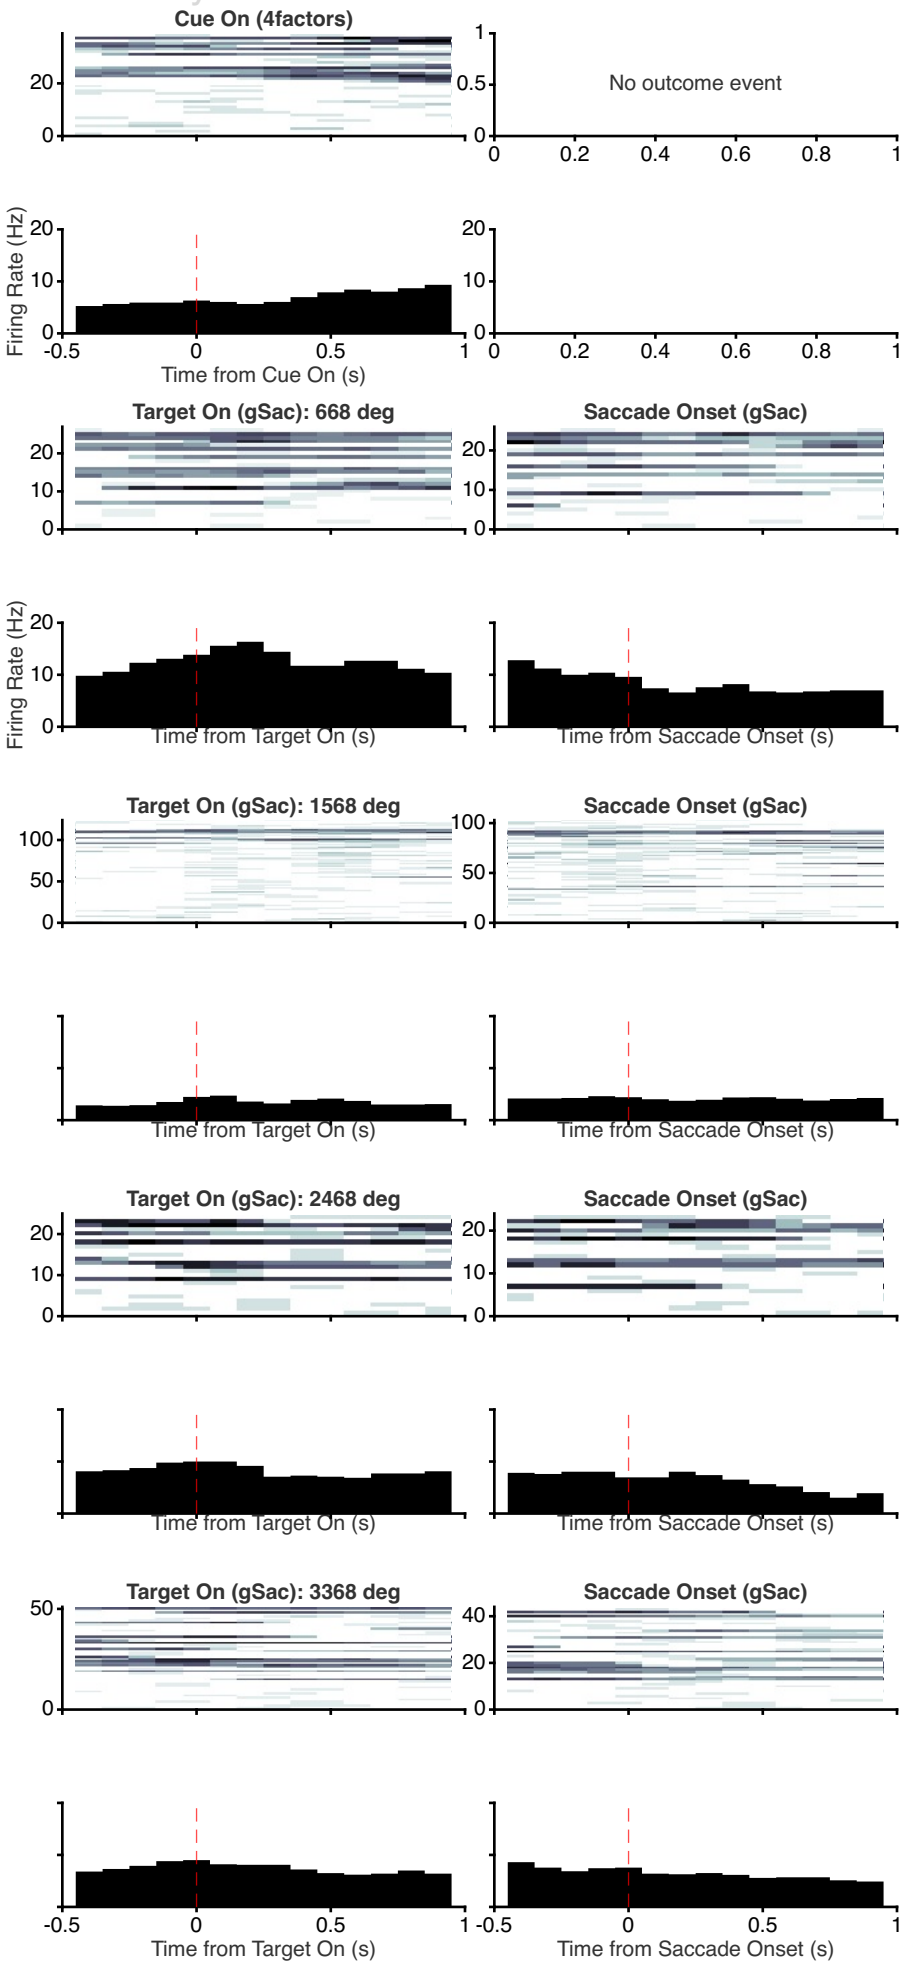 Cue On (4factors)
20
0
1
0.5
0
No outcome event
0 0.2 0.4 0.6 0.8 1
Firing Rate (Hz)
20
10
0
-0.5 0 0.5 1
Time from Cue On (s)
20
10
0
0 0.2 0.4 0.6 0.8 1
Target On (gSac): 668 deg
20
10
0
Saccade Onset (gSac)
20
10
0
Firing Rate (Hz)
20
10
0
Time from Target On (s)
20
10
0
Time from Saccade Onset (s)
Target On (gSac): 1568 deg
100
50
0
Saccade Onset (gSac)
100
50
0
Time from Target On (s)
Time from Saccade Onset (s)
Target On (gSac): 2468 deg
20
10
0
Saccade Onset (gSac)
20
10
0
Time from Target On (s)
Time from Saccade Onset (s)
Target On (gSac): 3368 deg
50
0
Saccade Onset (gSac)
40
20
0
-0.5 0 0.5 1
Time from Target On (s)
-0.5 0 0.5 1
Time from Saccade Onset (s)